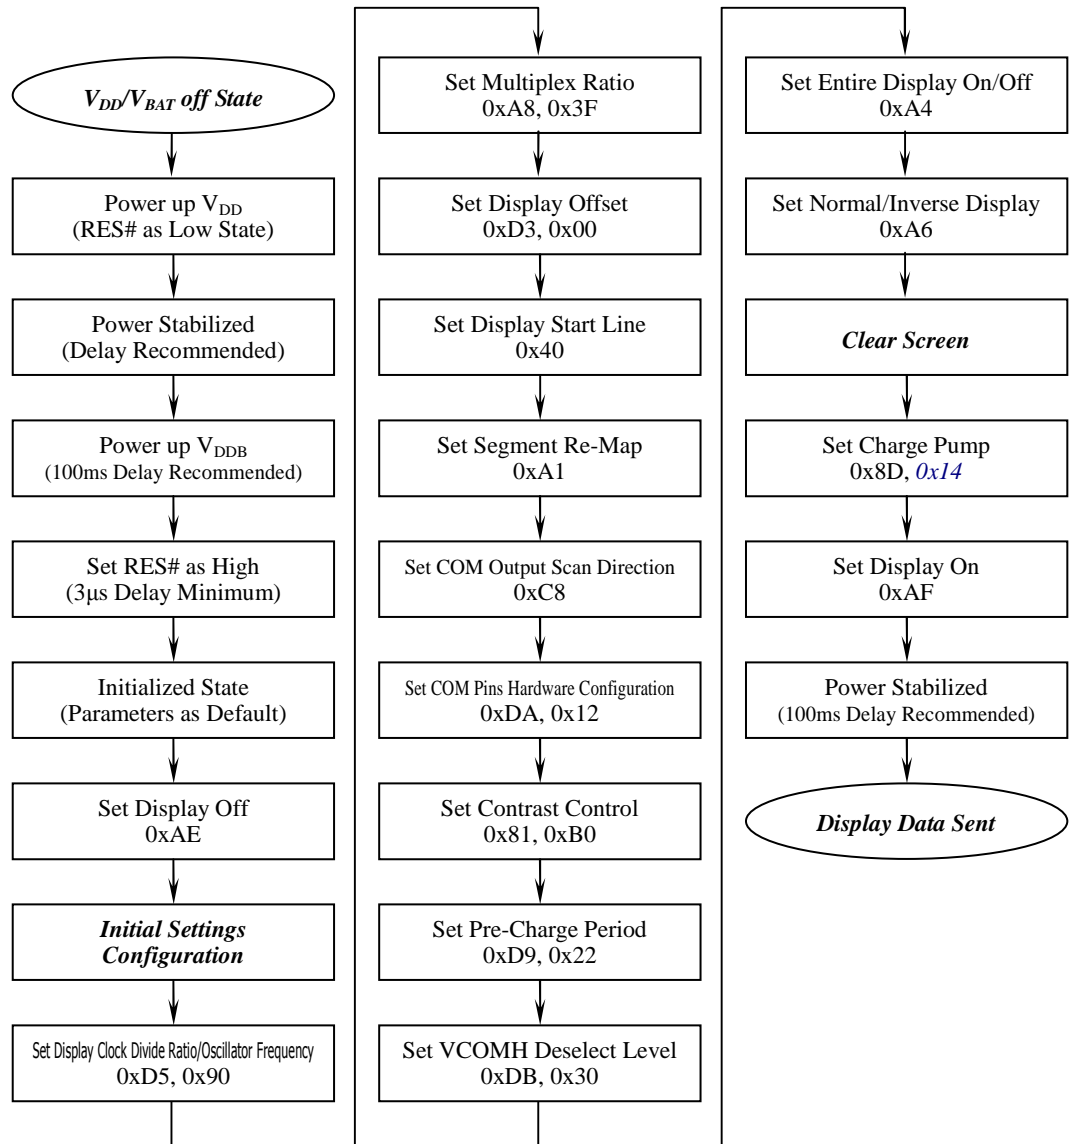 V_DD/V_BAT off State
Power up V_DD
(RES# as Low State)
Power Stabilized
(Delay Recommended)
Power up V_DDB
(100ms Delay Recommended)
Set RES# as High
(3μs Delay Minimum)
Initialized State
(Parameters as Default)
Set Display Off
0xAE
Initial Settings
Configuration
Set Display Clock Divide Ratio/Oscillator Frequency
0xD5, 0x90
Set Multiplex Ratio
0xA8, 0x3F
Set Display Offset
0xD3, 0x00
Set Display Start Line
0x40
Set Segment Re-Map
0xA1
Set COM Output Scan Direction
0xC8
Set COM Pins Hardware Configuration
0xDA, 0x12
Set Contrast Control
0x81, 0xB0
Set Pre-Charge Period
0xD9, 0x22
Set VCOMH Deselect Level
0xDB, 0x30
Set Entire Display On/Off
0xA4
Set Normal/Inverse Display
0xA6
Clear Screen
Set Charge Pump
0x8D, 0x14
Set Display On
0xAF
Power Stabilized
(100ms Delay Recommended)
Display Data Sent